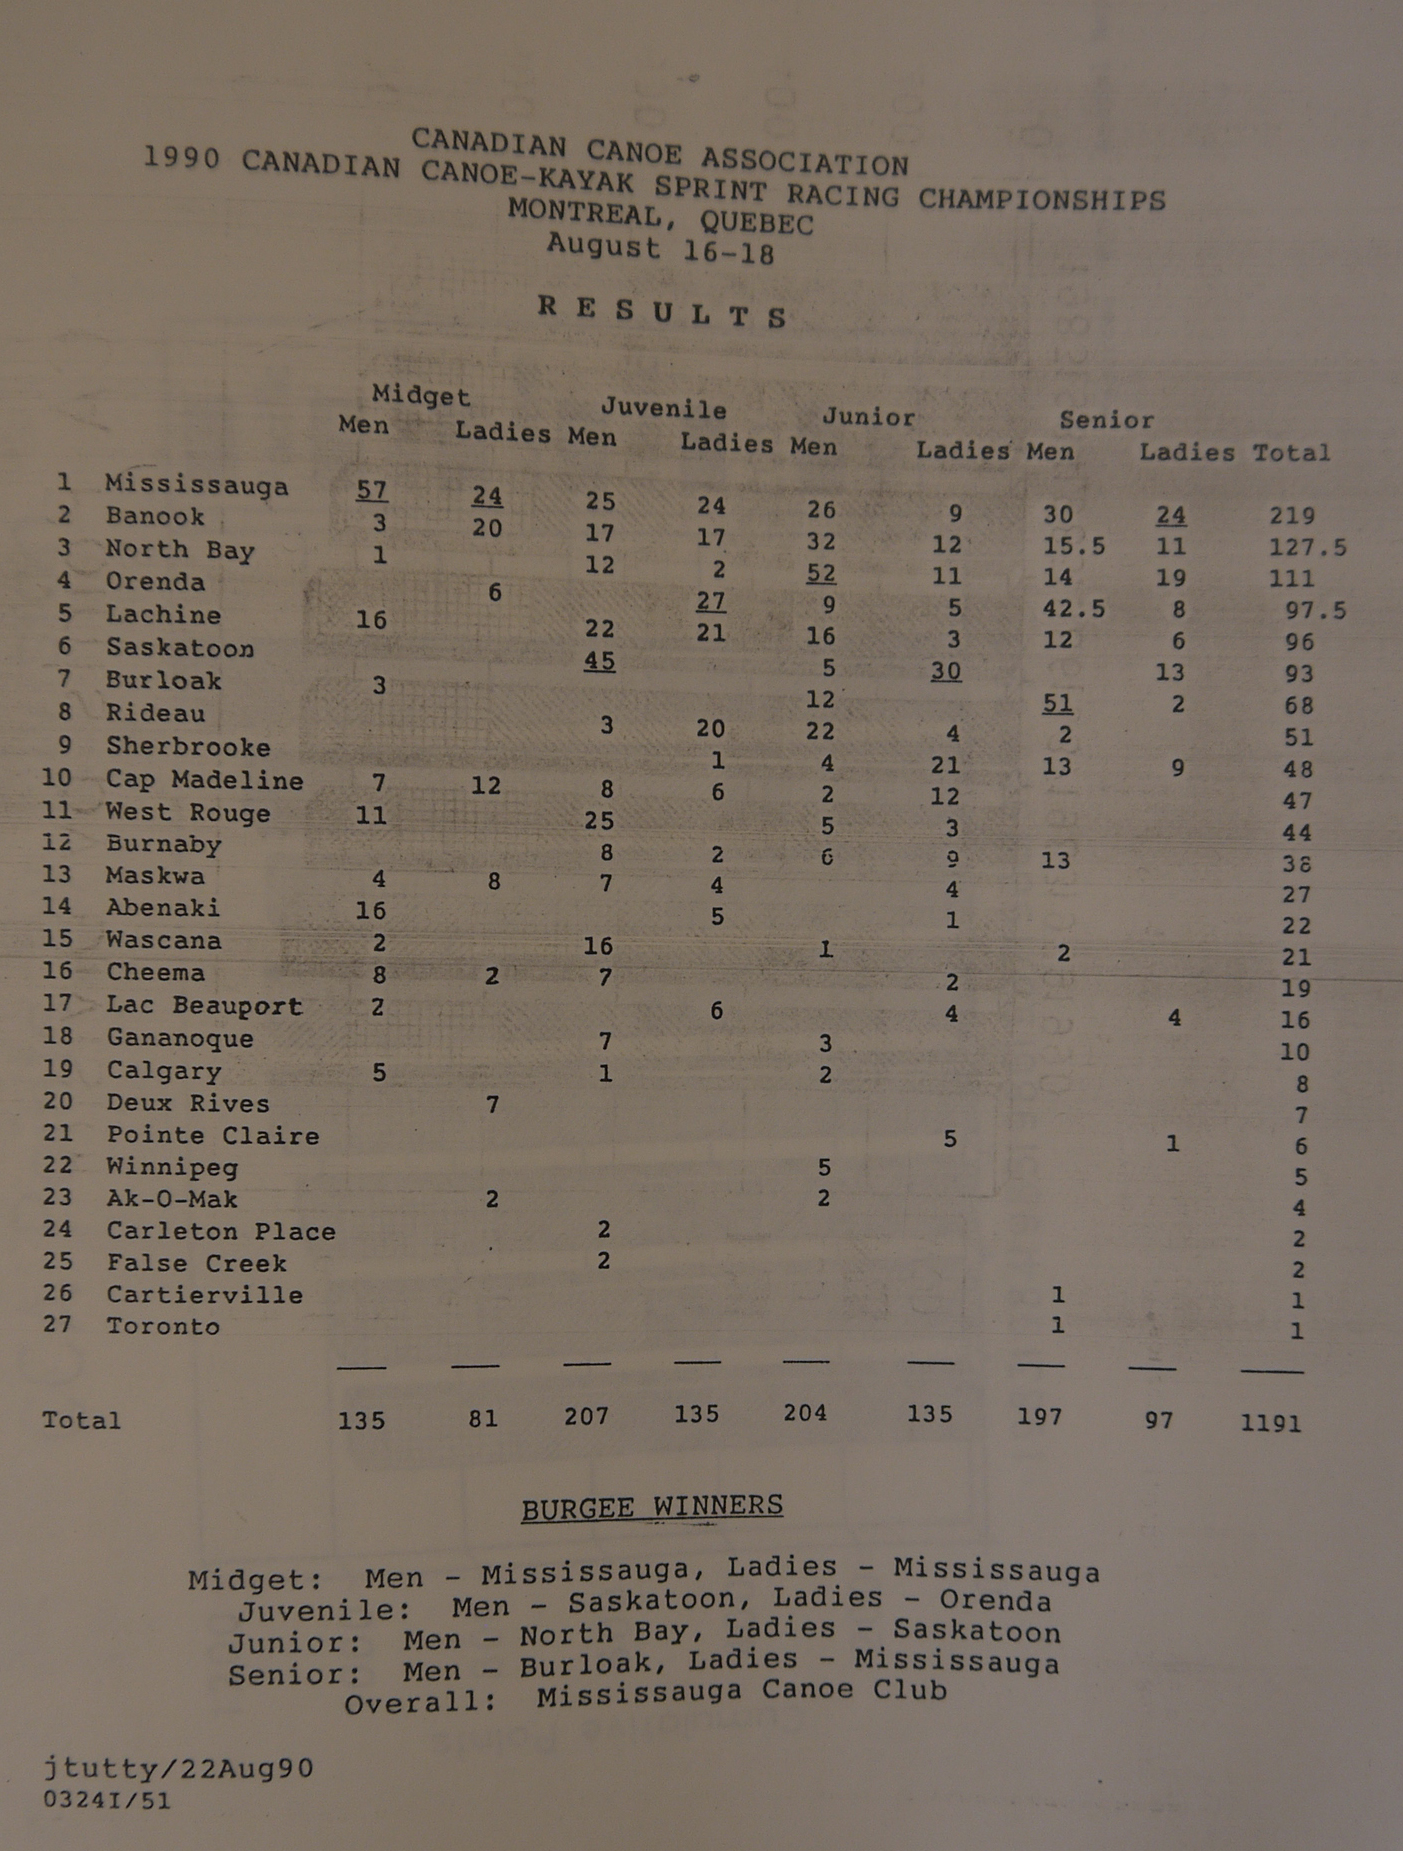 CANADIAN CANOE ASSOCIATION
1990 CANADIAN CANOE-KAYAK SPRINT RACING CHAMPIONSHIPS
MONTREAL, QUEBEC
August 16-18
R E S U L T S
Midget Juvenile Junior Senior
Men Ladies Men Ladies Men Ladies Men Ladies Total
1 Mississauga 57 24 25 24 26 9 30 24 219
2 Banook 3 20 17 17 32 12 15.5 11 127.5
3 North Bay 1 12 2 52 11 14 19 111
4 Orenda 6 27 9 5 42.5 8 97.5
5 Lachine 16 22 21 16 3 12 6 96
6 Saskatoon 45 5 30 13 93
7 Burloak 3 12 51 2 68
8 Rideau 3 20 22 4 2 51
9 Sherbrooke 1 4 21 13 9 48
10 Cap Madeline 7 12 8 6 2 12 47
11 West Rouge 11 25 5 3 44
12 Burnaby 8 2 6 9 13 38
13 Maskwa 4 8 7 4 4 27
14 Abenaki 16 5 1 22
15 Wascana 2 16 1 2 21
16 Cheema 8 2 7 2 19
17 Lac Beauport 2 6 4 4 16
18 Gananoque 7 3 10
19 Calgary 5 1 2 8
20 Deux Rives 7 7
21 Pointe Claire 5 1 6
22 Winnipeg 5 5
23 Ak-O-Mak 2 2 4
24 Carleton Place 2 2
25 False Creek 2 2
26 Cartierville 1 1
27 Toronto 1 1
Total 135 81 207 135 204 135 197 97 1191
BURGEE WINNERS
Midget: Men - Mississauga, Ladies - Mississauga
Juvenile: Men - Saskatoon, Ladies - Orenda
Junior: Men - North Bay, Ladies - Saskatoon
Senior: Men - Burloak, Ladies - Mississauga
Overall: Mississauga Canoe Club
jtutty/22Aug90
0324I/51